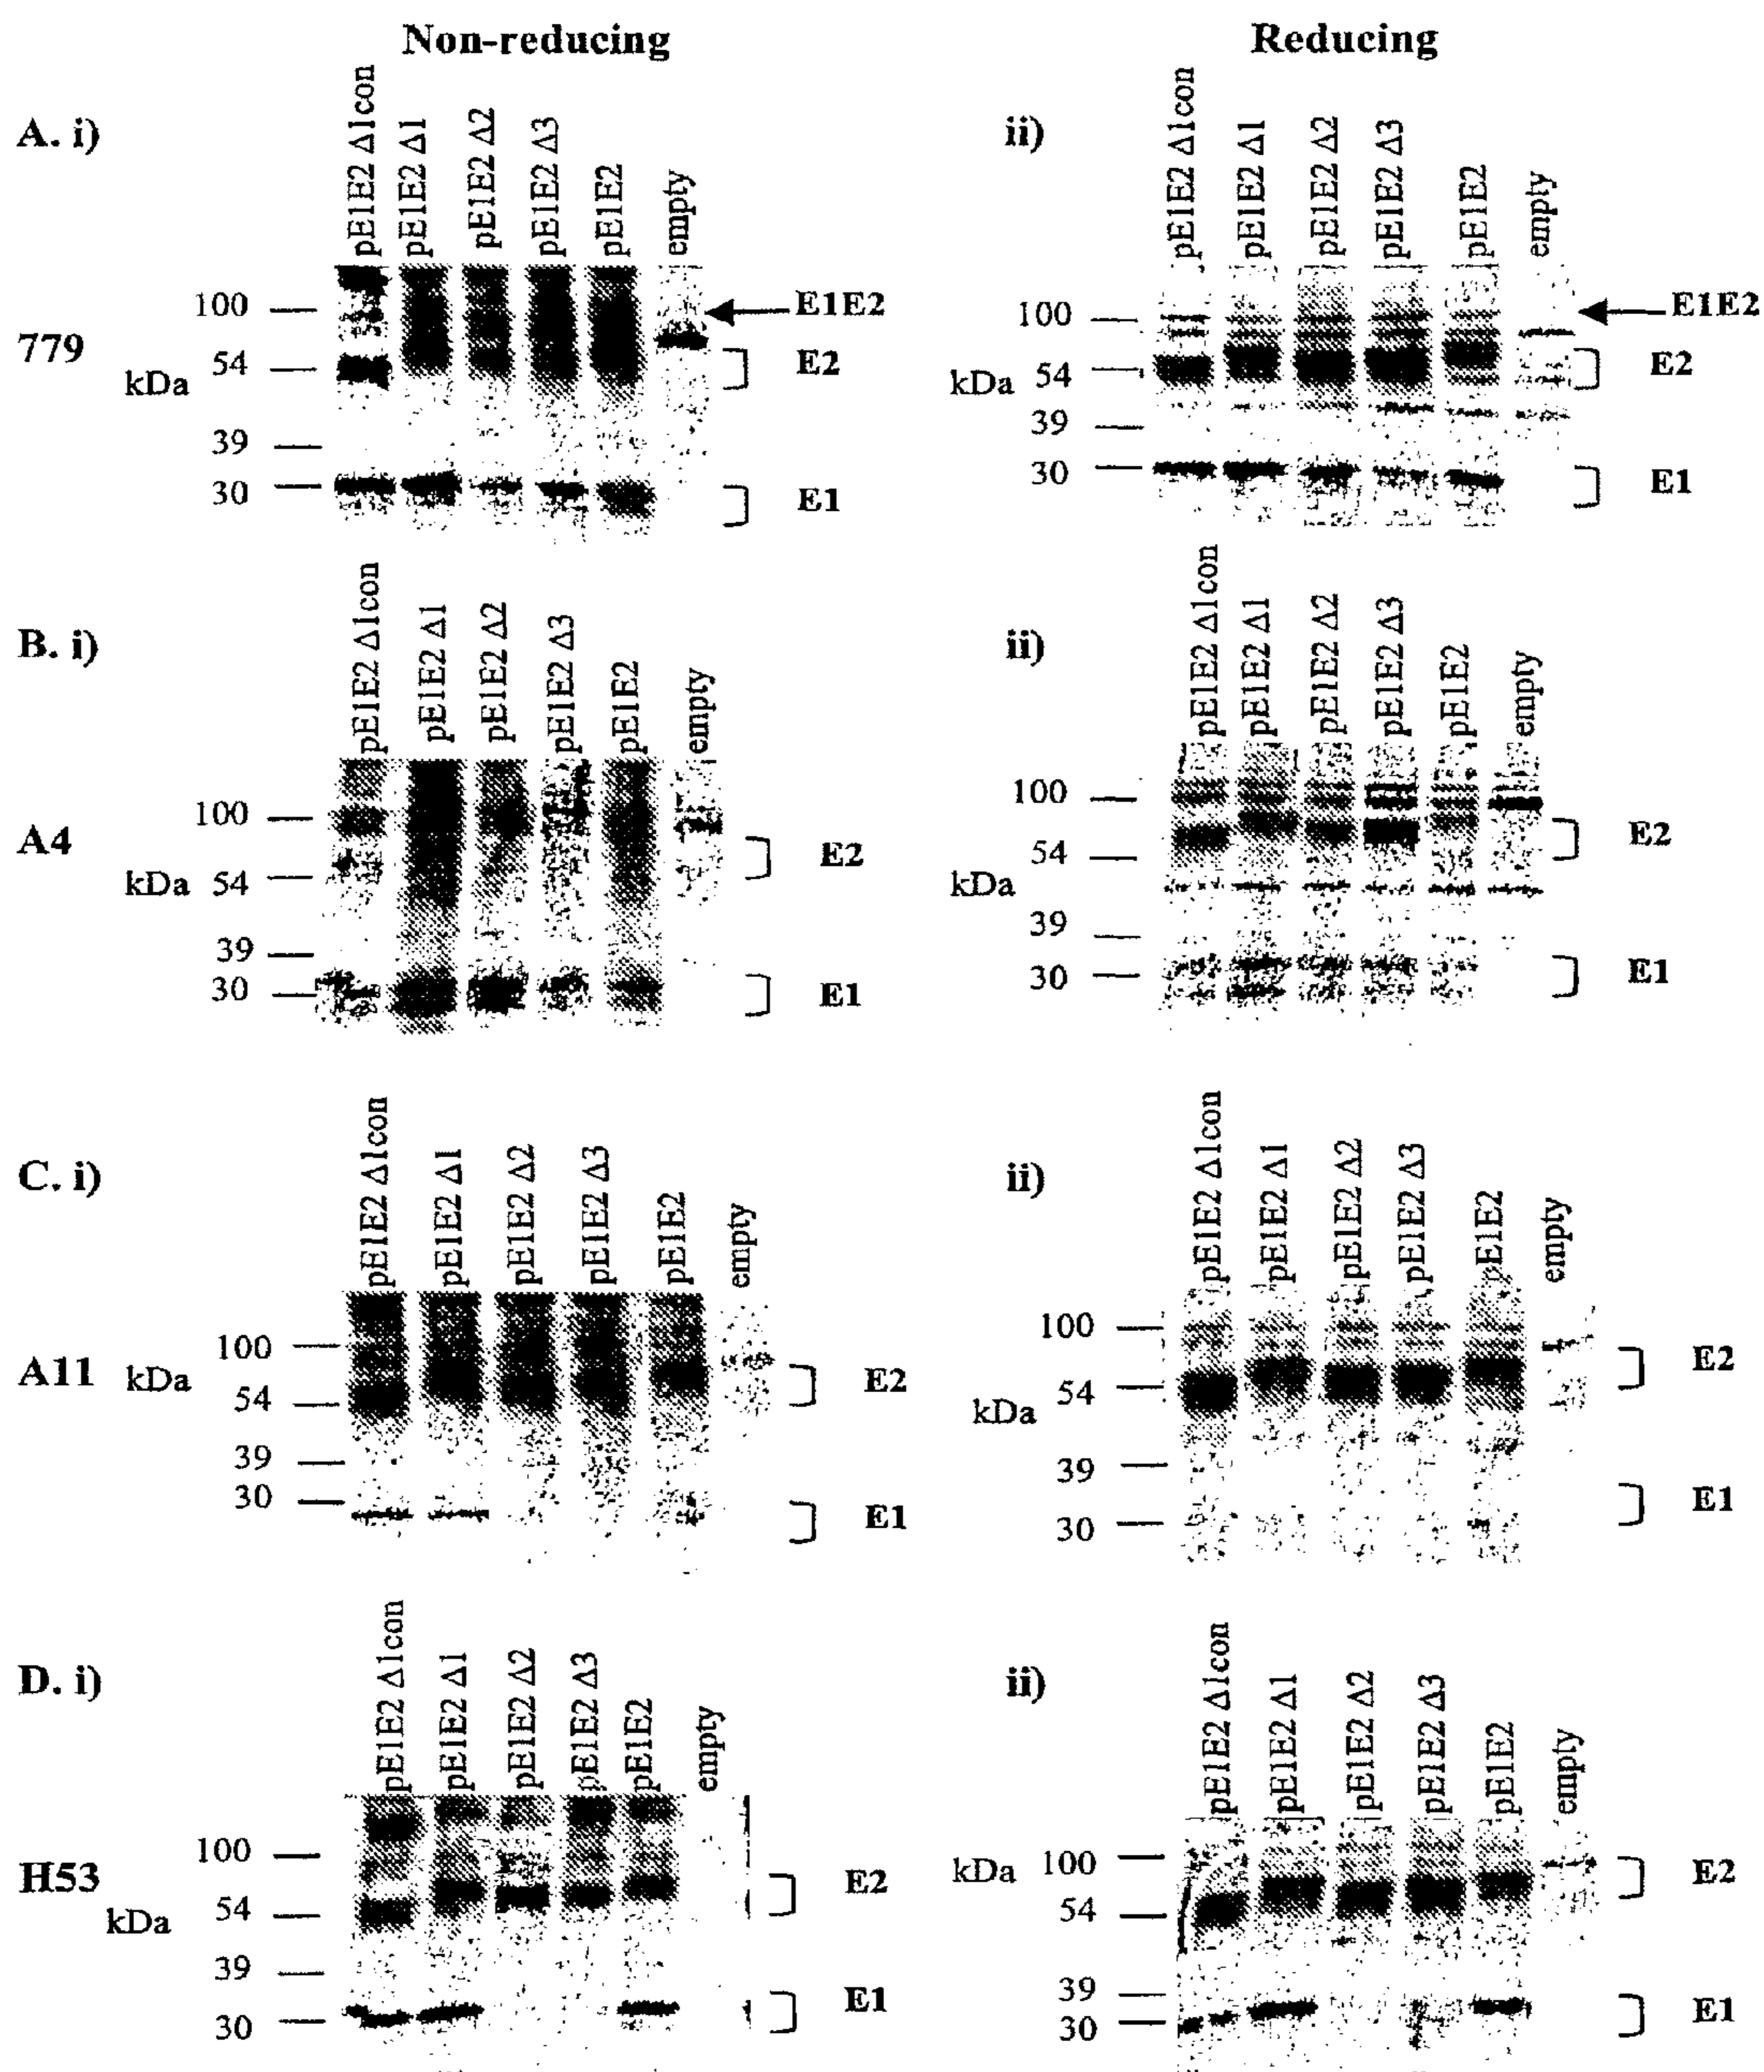 Non-reducing
Reducing
A. i)
pE1E2 Δ1con
pE1E2 Δ1
pE1E2 Δ2
pE1E2 Δ3
pE1E2
empty
779
kDa
100
54
39
30
E1E2
E2
E1
ii)
pE1E2 Δ1con
pE1E2 Δ1
pE1E2 Δ2
pE1E2 Δ3
pE1E2
empty
kDa
100
54
39
30
E1E2
E2
E1
B. i)
pE1E2 Δ1con
pE1E2 Δ1
pE1E2 Δ2
pE1E2 Δ3
pE1E2
empty
A4
kDa
100
54
39
30
E2
E1
ii)
pE1E2 Δ1con
pE1E2 Δ1
pE1E2 Δ2
pE1E2 Δ3
pE1E2
empty
kDa
100
54
39
30
E2
E1
C. i)
pE1E2 Δ1con
pE1E2 Δ1
pE1E2 Δ2
pE1E2 Δ3
pE1E2
empty
A11
kDa
100
54
39
30
E2
E1
ii)
pE1E2 Δ1con
pE1E2 Δ1
pE1E2 Δ2
pE1E2 Δ3
pE1E2
empty
kDa
100
54
39
30
E2
E1
D. i)
pE1E2 Δ1con
pE1E2 Δ1
pE1E2 Δ2
pE1E2 Δ3
pE1E2
empty
H53
kDa
100
54
39
30
E2
E1
ii)
pE1E2 Δ1con
pE1E2 Δ1
pE1E2 Δ2
pE1E2 Δ3
pE1E2
empty
kDa
100
54
39
30
E2
E1